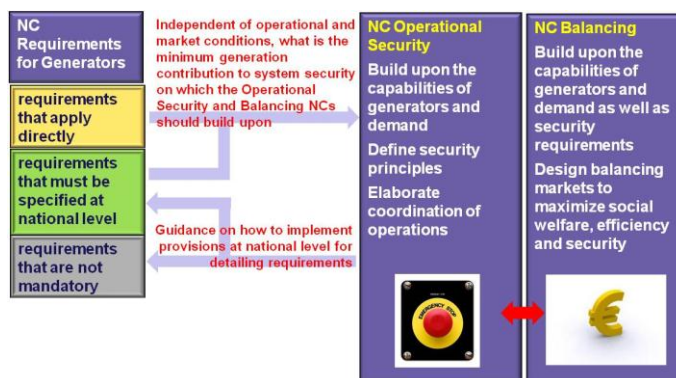 NC
Requirements
for Generators
requirements
that apply
directly
requirements
that must be
specified at
national level
requirements
that are not
mandatory
Independent of operational and
market conditions, what is the
minimum generation
contribution to system security
on which the Operational
Security and Balancing NCs
should build upon
Guidance on how to implement
provisions at national level for
detailing requirements
NC Operational
Security
Build upon the
capabilities of
generators and
demand
Define security
principles
Elaborate
coordination of
operations
EMERGENCY STOP
NC Balancing
Build upon the
capabilities of
generators and
demand as well as
security
requirements
Design balancing
markets to
maximize social
welfare, efficiency
and security
€